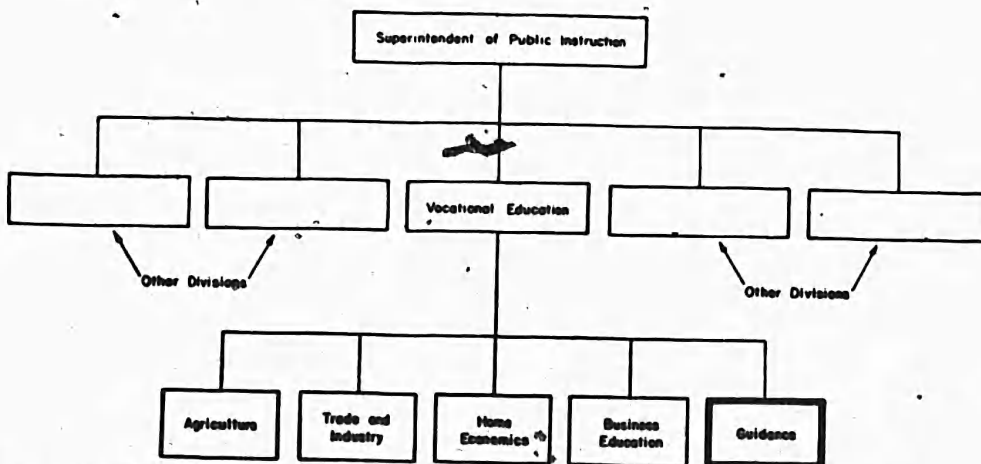 Superintendent of Public Instruction
Vocational Education
Other Divisions
Other Divisions
Agriculture
Trade and
Industry
Home
Economics
Business
Education
Guidance